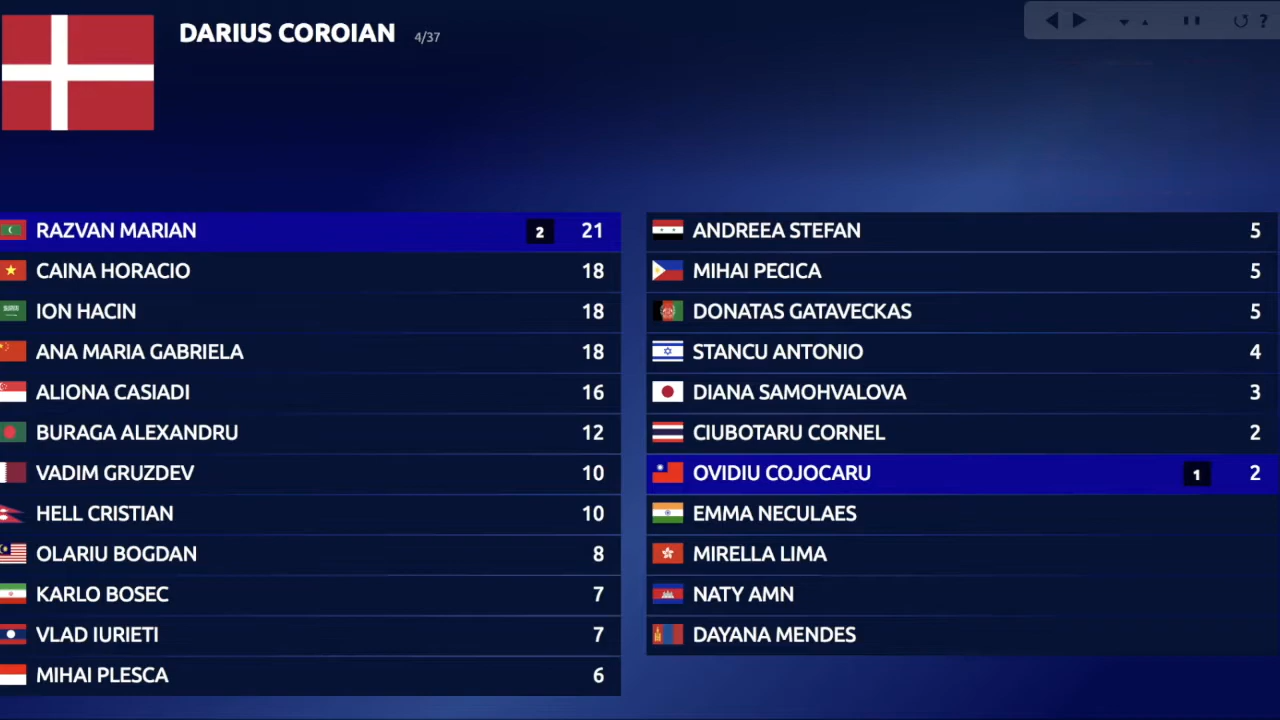 DARIUS COROIAN 4/37
?
RAZVAN MARIAN 2 21
CAINA HORACIO 18
ION HACIN 18
ANA MARIA GABRIELA 18
ALIONA CASIADI 16
BURAGA ALEXANDRU 12
VADIM GRUZDEV 10
HELL CRISTIAN 10
OLARIU BOGDAN 8
KARLO BOSEC 7
VLAD IURIETI 7
MIHAI PLESCA 6
ANDREEA STEFAN 5
MIHAI PECICA 5
DONATAS GATAVECKAS 5
STANCU ANTONIO 4
DIANA SAMOHVALOVA 3
CIUBOTARU CORNEL 2
OVIDIU COJOCARU 1 2
EMMA NECULAES
MIRELLA LIMA
NATY AMN
DAYANA MENDES